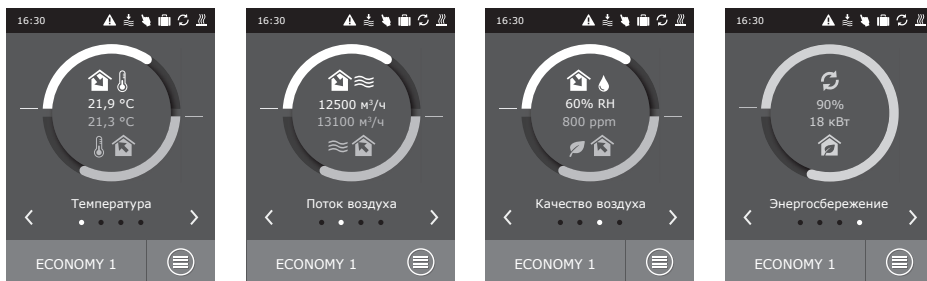 16:30
21,9 °C
21,3 °C
Температура
ECONOMY 1
16:30
12500 м³/ч
13100 м³/ч
Поток воздуха
ECONOMY 1
16:30
60% RH
800 ppm
Качество воздуха
ECONOMY 1
16:30
90%
18 кВт
Энергосбережение
ECONOMY 1